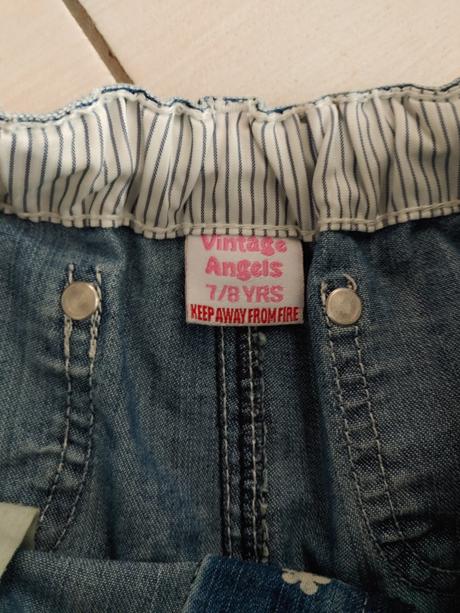 Vintage
Angels
7/8 YRS
KEEP AWAY FROM FIRE